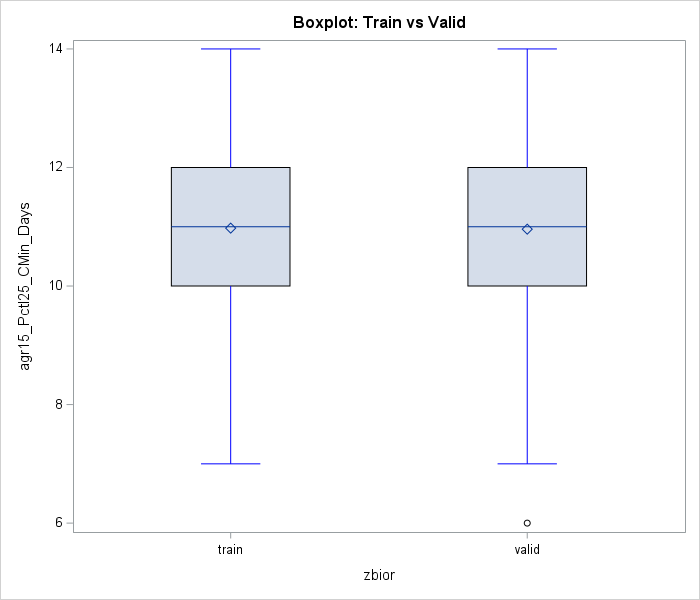 Boxplot: Train vs Valid
14
12
10
8
6
agr15_Pctl25_CMin_Days
train
valid
zbior